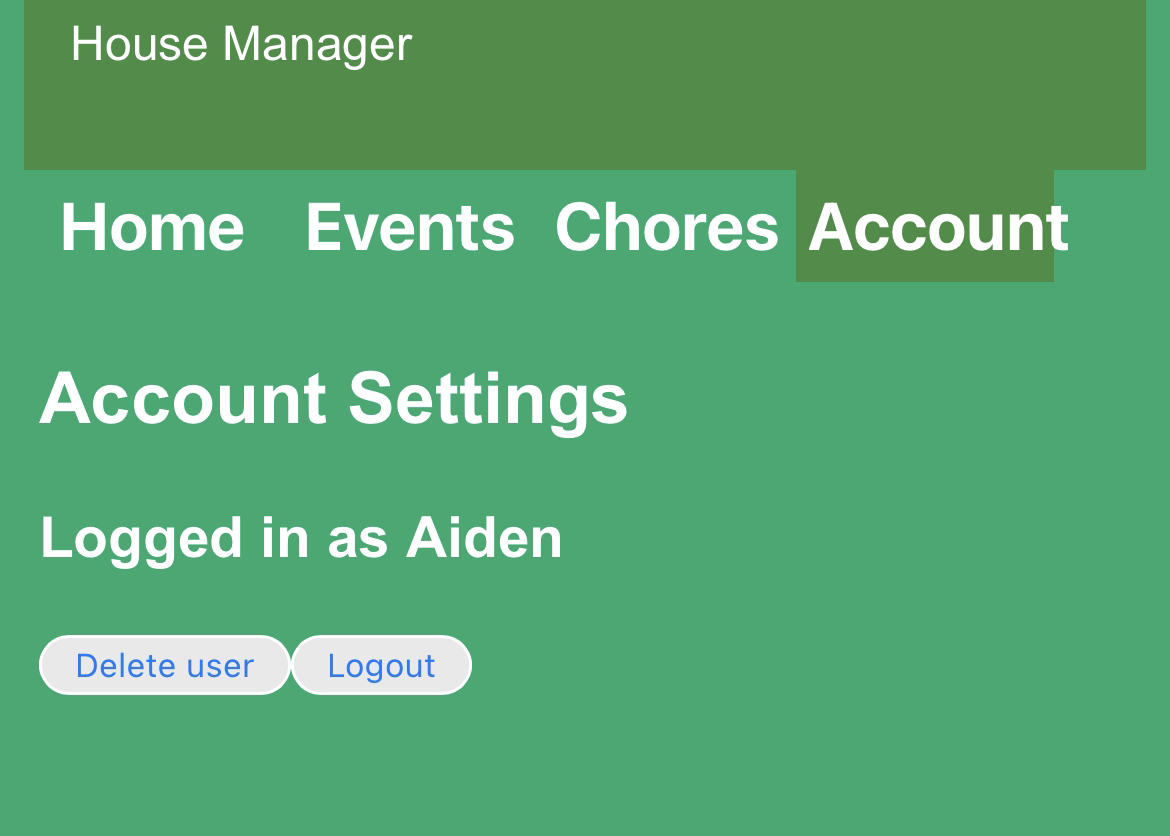 House Manager
Home Events Chores Account
Account Settings
Logged in as Aiden
Delete user Logout